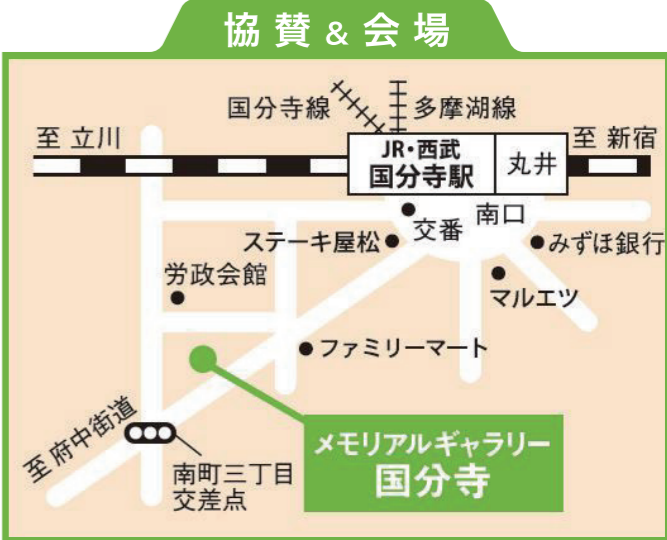 協賛&会場
国分寺線
多摩湖線
至 立川
JR・西武
国分寺駅
丸井
至 新宿
交番
南口
ステーキ屋松
みずほ銀行
労政会館
マルエツ
ファミリーマート
至 府中街道
南町三丁目
交差点
メモリアルギャラリー
国分寺